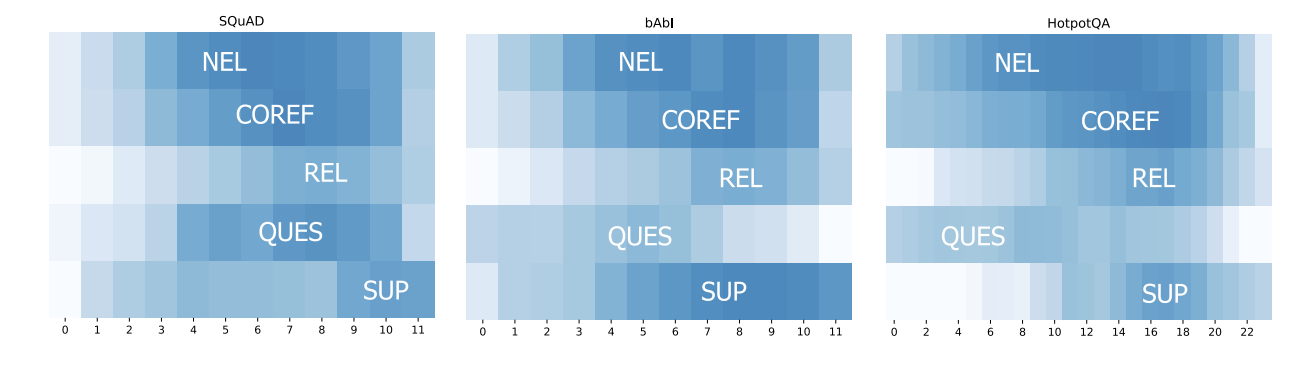 SQuAD
NEL
COREF
REL
QUES
SUP
0 1 2 3 4 5 6 7 8 9 10 11
bAbI
NEL
COREF
REL
QUES
SUP
0 1 2 3 4 5 6 7 8 9 10 11
HotpotQA
NEL
COREF
REL
QUES
SUP
0 2 4 6 8 10 12 14 16 18 20 22